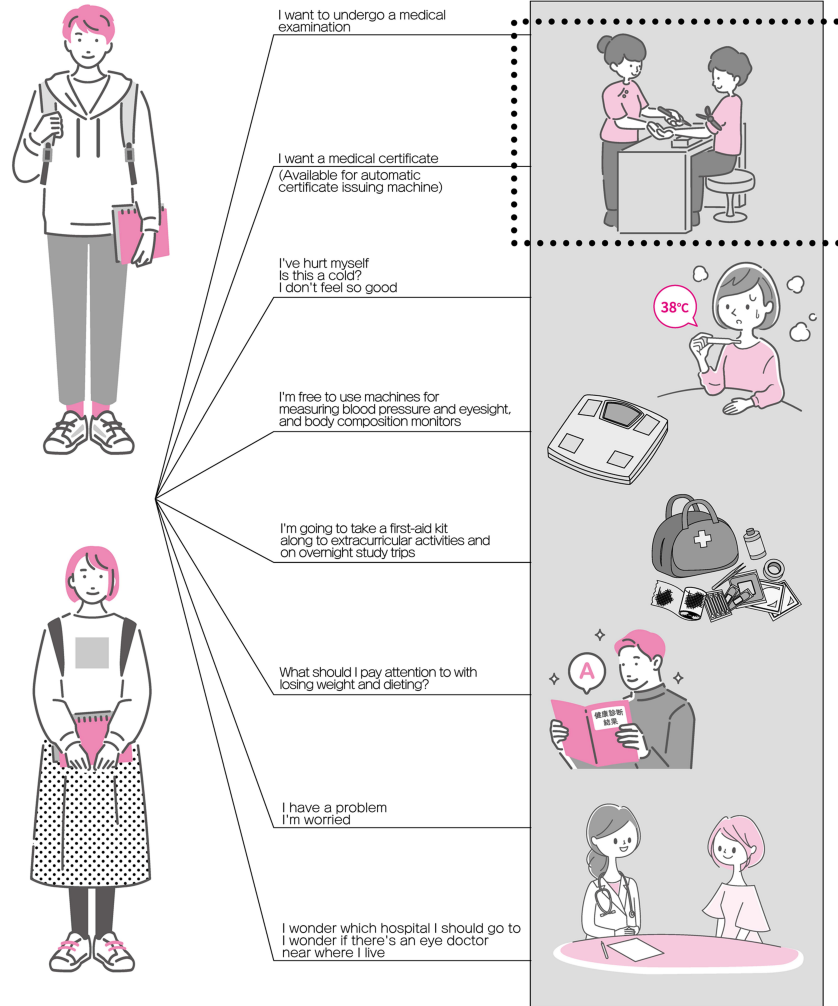 I want to undergo a medical
examination
I want a medical certificate
(Available for automatic
certificate issuing machine)
I've hurt myself
Is this a cold?
I don't feel so good
38℃
I'm free to use machines for
measuring blood pressure and eyesight,
and body composition monitors
I'm going to take a first-aid kit
along to extracurricular activities and
on overnight study trips
What should I pay attention to with
losing weight and dieting?
A
健康診断
結果
I have a problem
I'm worried
I wonder which hospital I should go to
I wonder if there's an eye doctor
near where I live